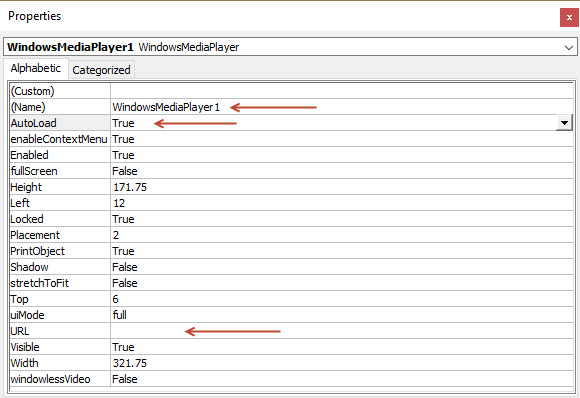 Properties
x
WindowsMediaPlayer1 WindowsMediaPlayer
Alphabetic Categorized
(Custom)
(Name) WindowsMediaPlayer1
AutoLoad True
enableContextMenu True
Enabled True
fullScreen False
Height 171.75
Left 12
Locked True
Placement 2
PrintObject True
Shadow False
stretchToFit False
Top 6
uiMode full
URL
Visible True
Width 321.75
windowlessVideo False